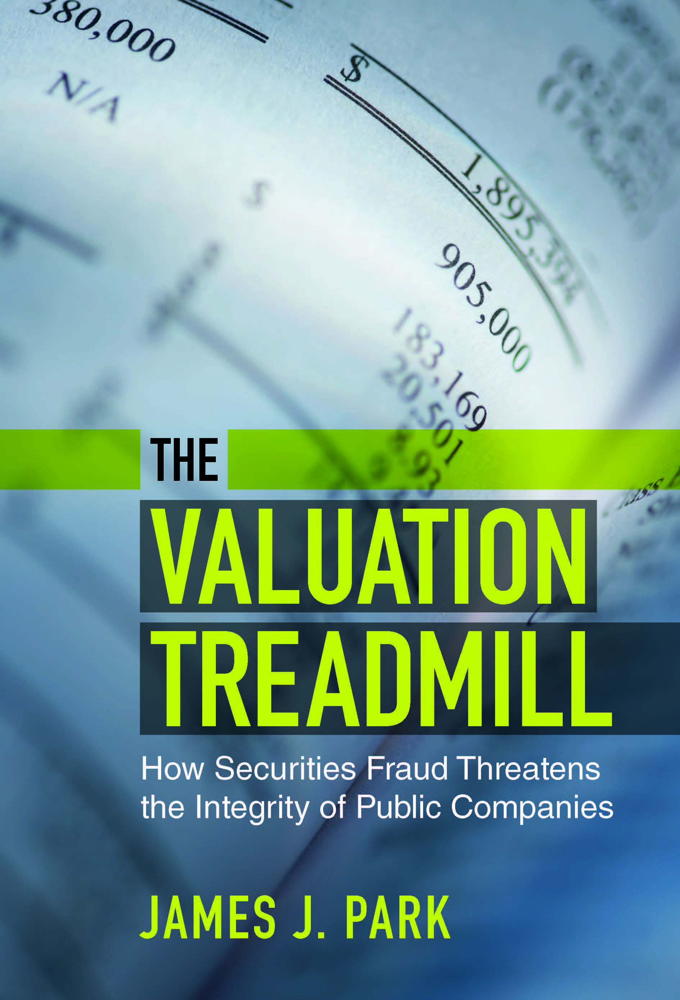 380,000
N/A
$
1,895,394
905,000
183,169
20,501
THE
VALUATION
TREADMILL
How Securities Fraud Threatens
the Integrity of Public Companies
JAMES J. PARK